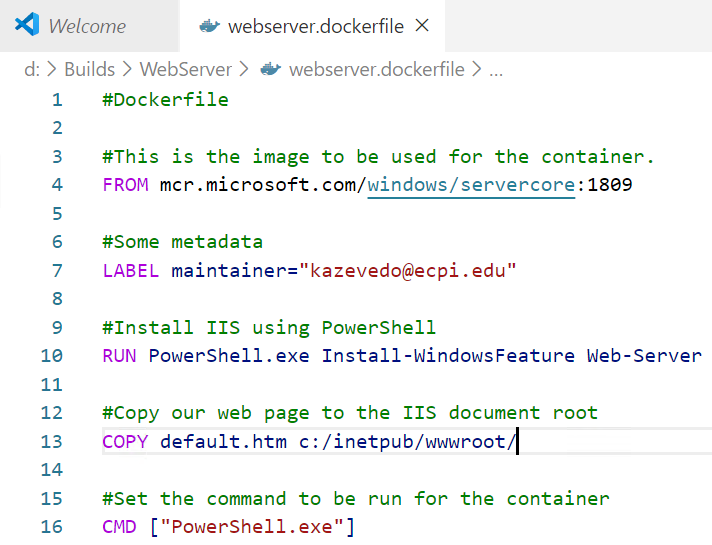 Welcome webserver.dockerfile ×
d: > Builds > WebServer > webserver.dockerfile > ...
1 #Dockerfile
2
3 #This is the image to be used for the container.
4 FROM mcr.microsoft.com/windows/servercore:1809
5
6 #Some metadata
7 LABEL maintainer="kazevedo@ecpi.edu"
8
9 #Install IIS using PowerShell
10 RUN PowerShell.exe Install-WindowsFeature Web-Server
11
12 #Copy our web page to the IIS document root
13 COPY default.htm c:/inetpub/wwwroot/
14
15 #Set the command to be run for the container
16 CMD ["PowerShell.exe"]